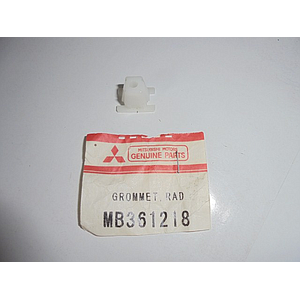 MITSUBISHI MOTORS
GENUINE PARTS
GROMMET, RAD
MB361218